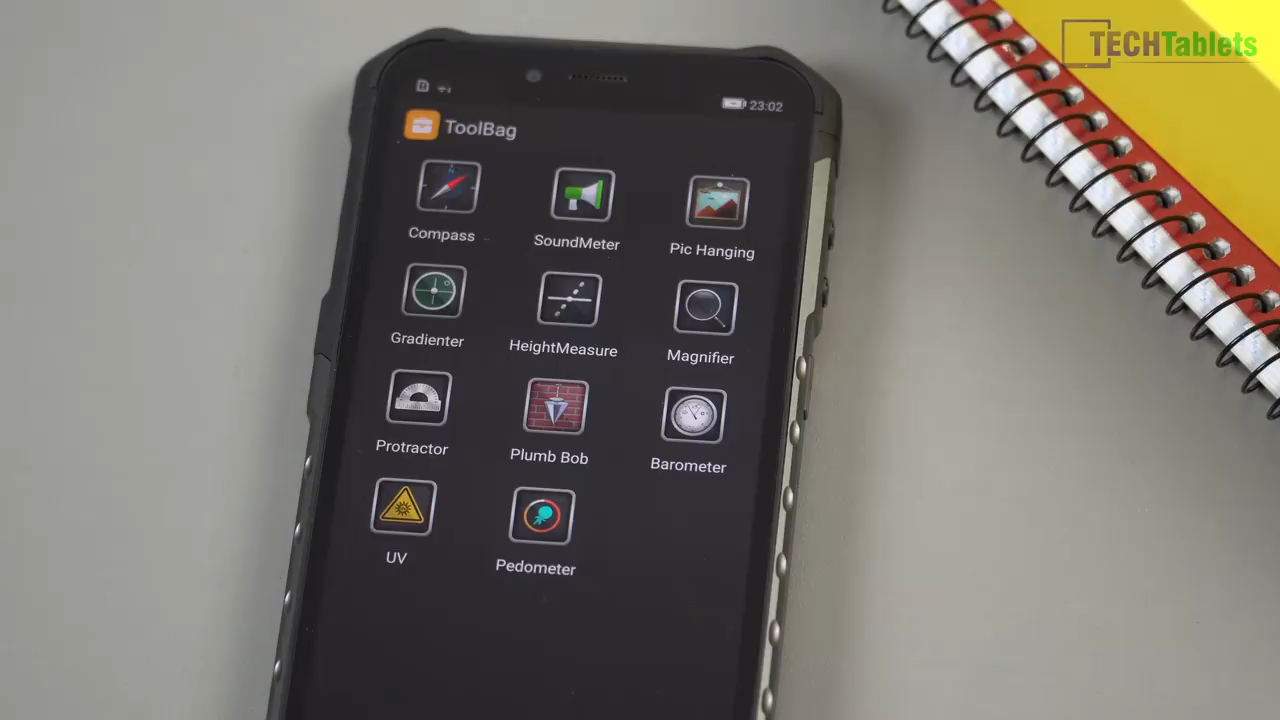 TECHTablets
23:02
ToolBag
Compass
SoundMeter
Pic Hanging
Gradienter
HeightMeasure
Magnifier
Protractor
Plumb Bob
Barometer
UV
Pedometer